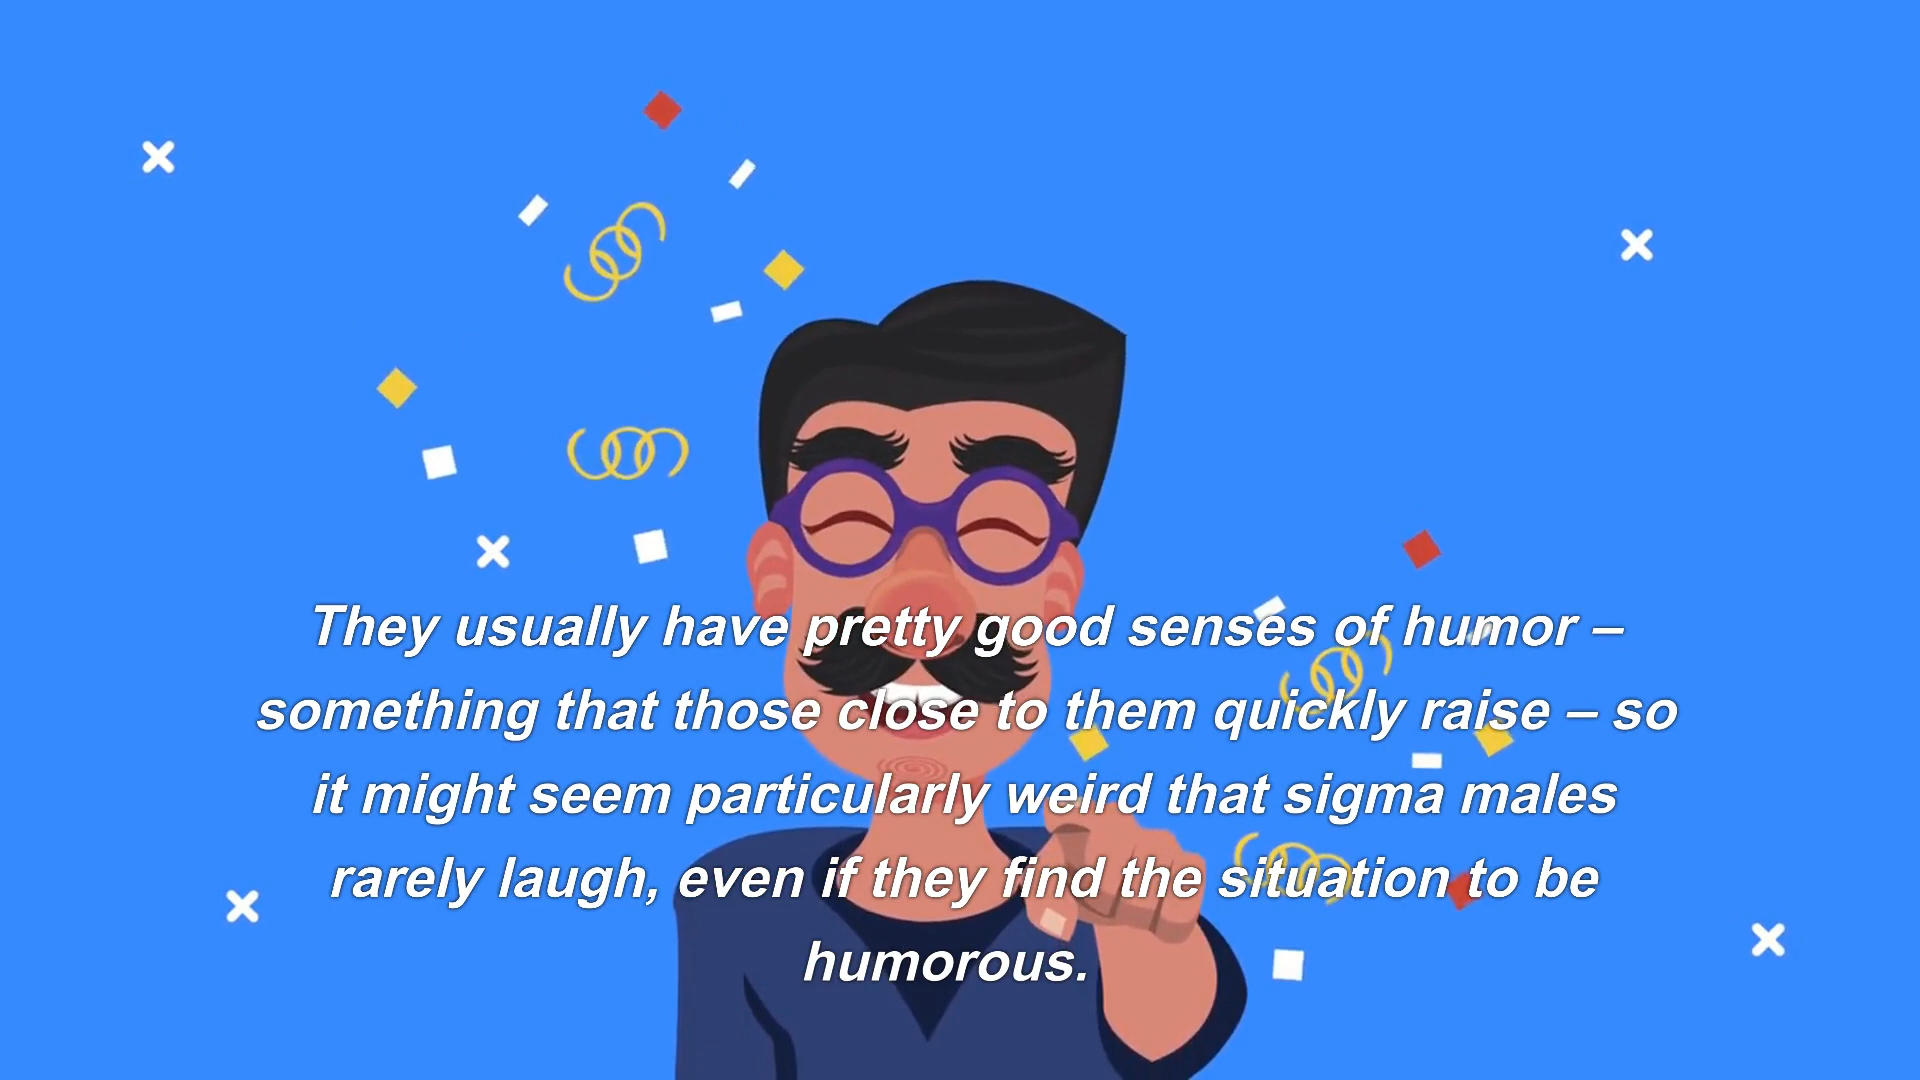 They usually have pretty good senses of humor –
something that those close to them quickly raise – so
it might seem particularly weird that sigma males
rarely laugh, even if they find the situation to be
humorous.